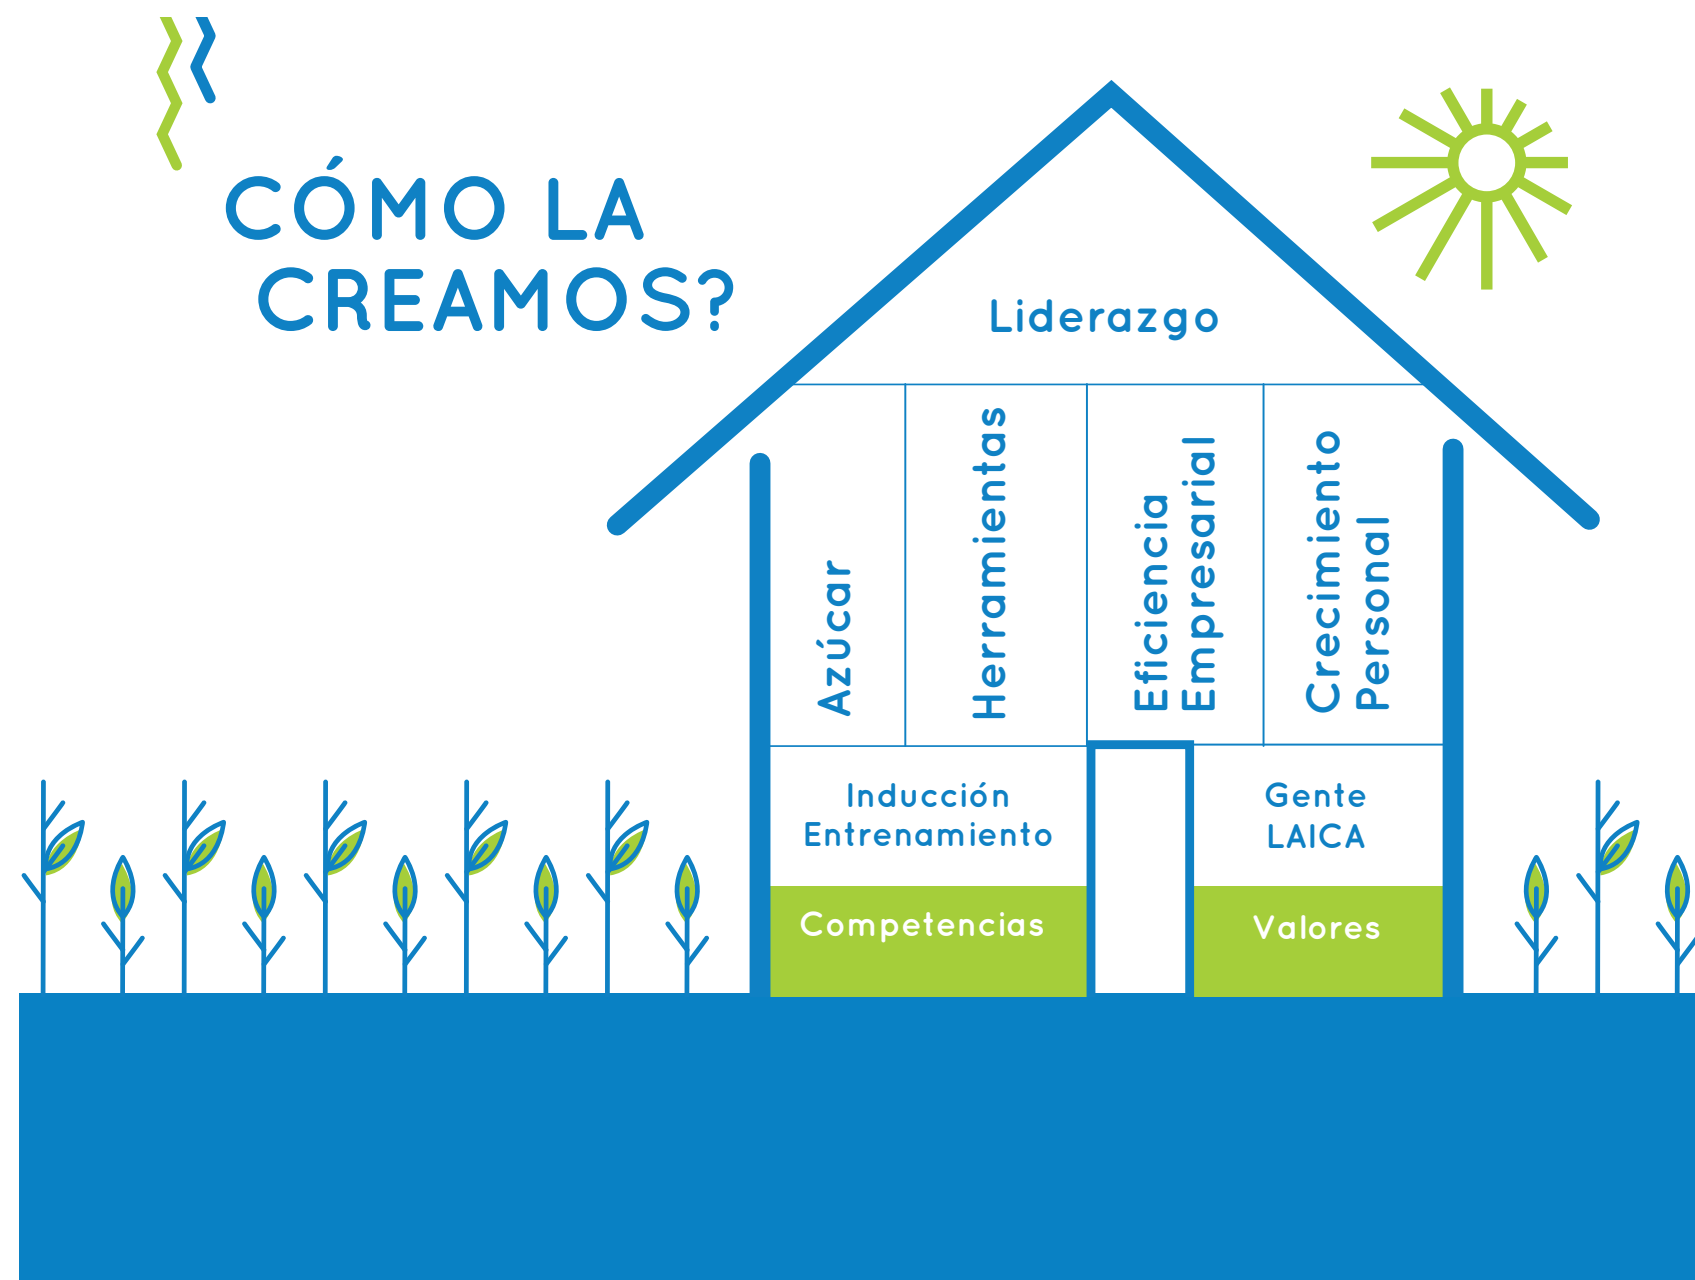 CÓMO LA
CREAMOS?
Liderazgo
Azúcar
Herramientas
Eficiencia
Empresarial
Crecimiento
Personal
Inducción
Entrenamiento
Gente
LAICA
Competencias
Valores